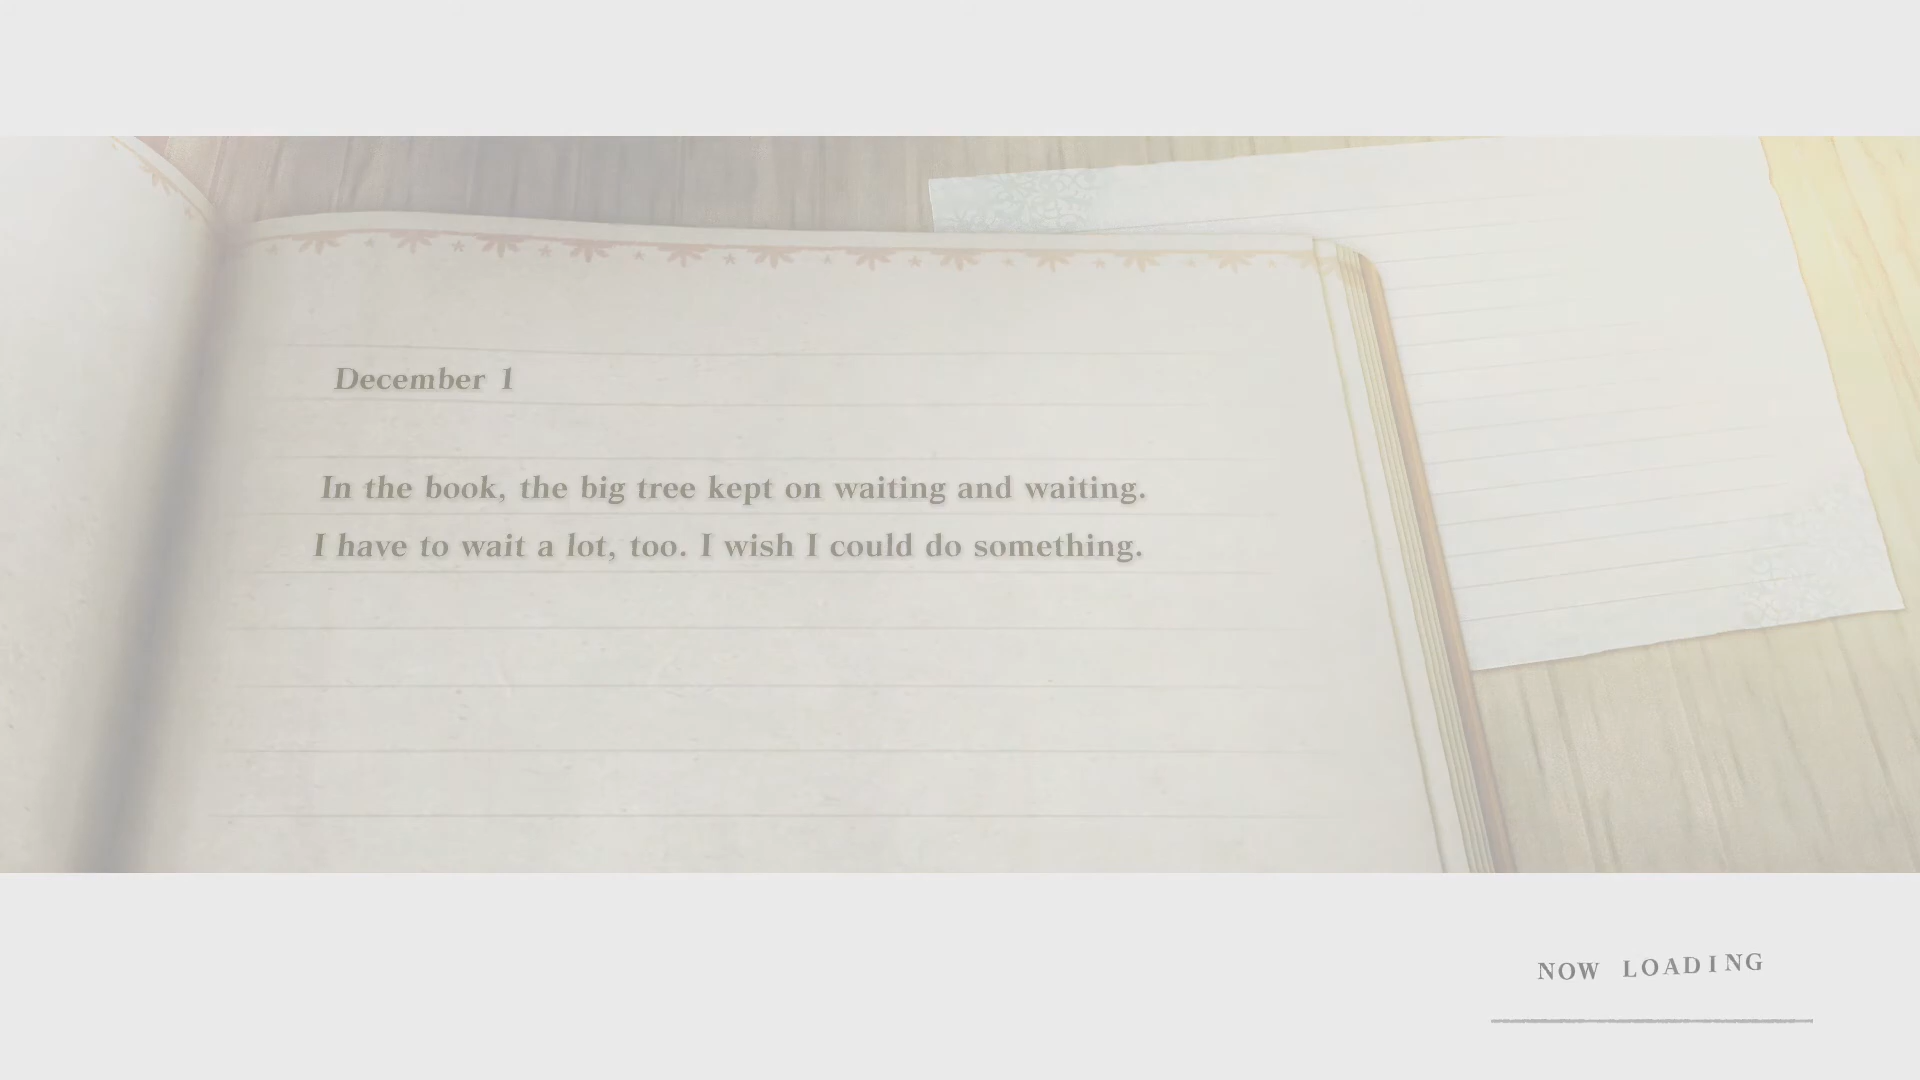 December 1
In the book, the big tree kept on waiting and waiting.
I have to wait a lot, too. I wish I could do something.
NOW LOADING